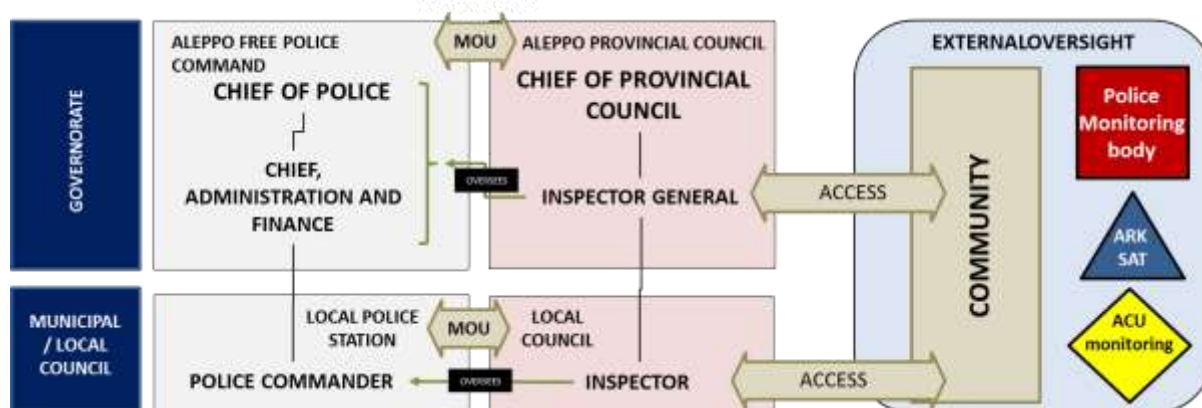 GOVERNORATE
ALEPPO FREE POLICE
COMMAND
CHIEF OF POLICE
CHIEF,
ADMINISTRATION AND
FINANCE
MOU
ALEPPO PROVINCIAL COUNCIL
CHIEF OF PROVINCIAL
COUNCIL
OVERSEES
INSPECTOR GENERAL
ACCESS
EXTERNALOVERSIGHT
COMMUNITY
Police
Monitoring
body
ARK
SAT
ACU
monitoring
MUNICIPAL
/ LOCAL
COUNCIL
LOCAL POLICE
STATION
MOU
LOCAL
COUNCIL
POLICE COMMANDER
OVERSEES
INSPECTOR
ACCESS